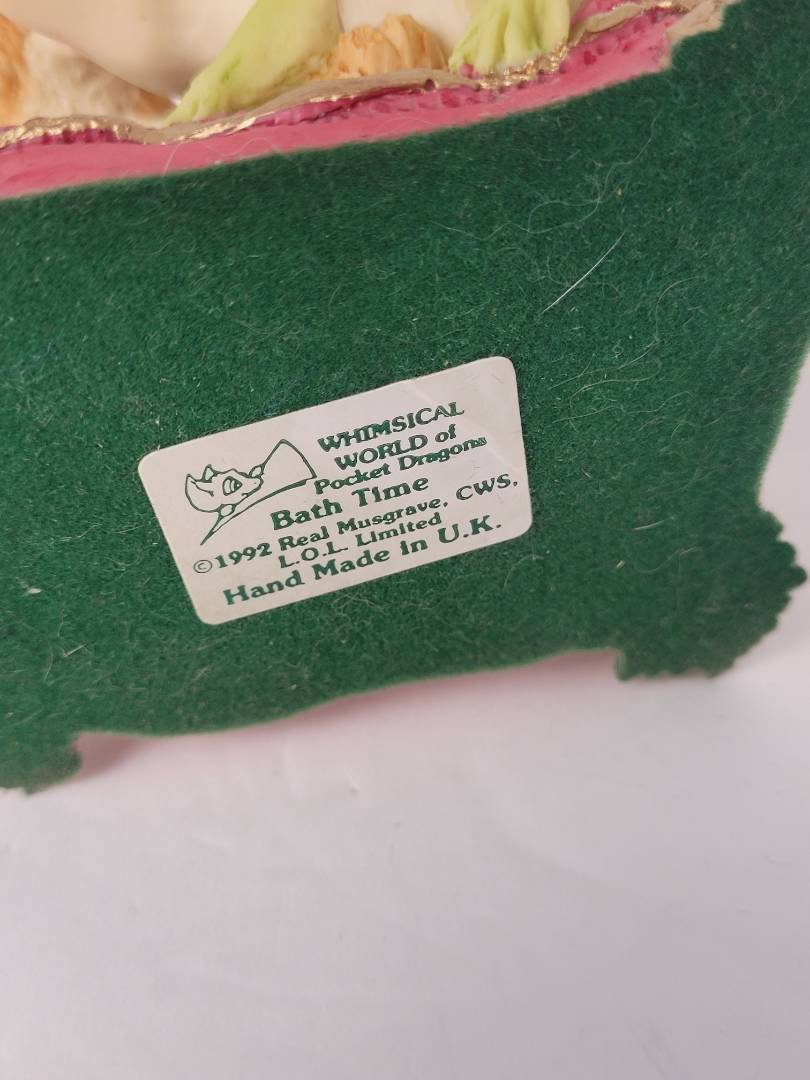 WHIMSICAL
WORLD of
Pocket Dragons
Bath Time
©1992 Real Musgrave, CWS,
L.O.L. Limited
Hand Made in U.K.